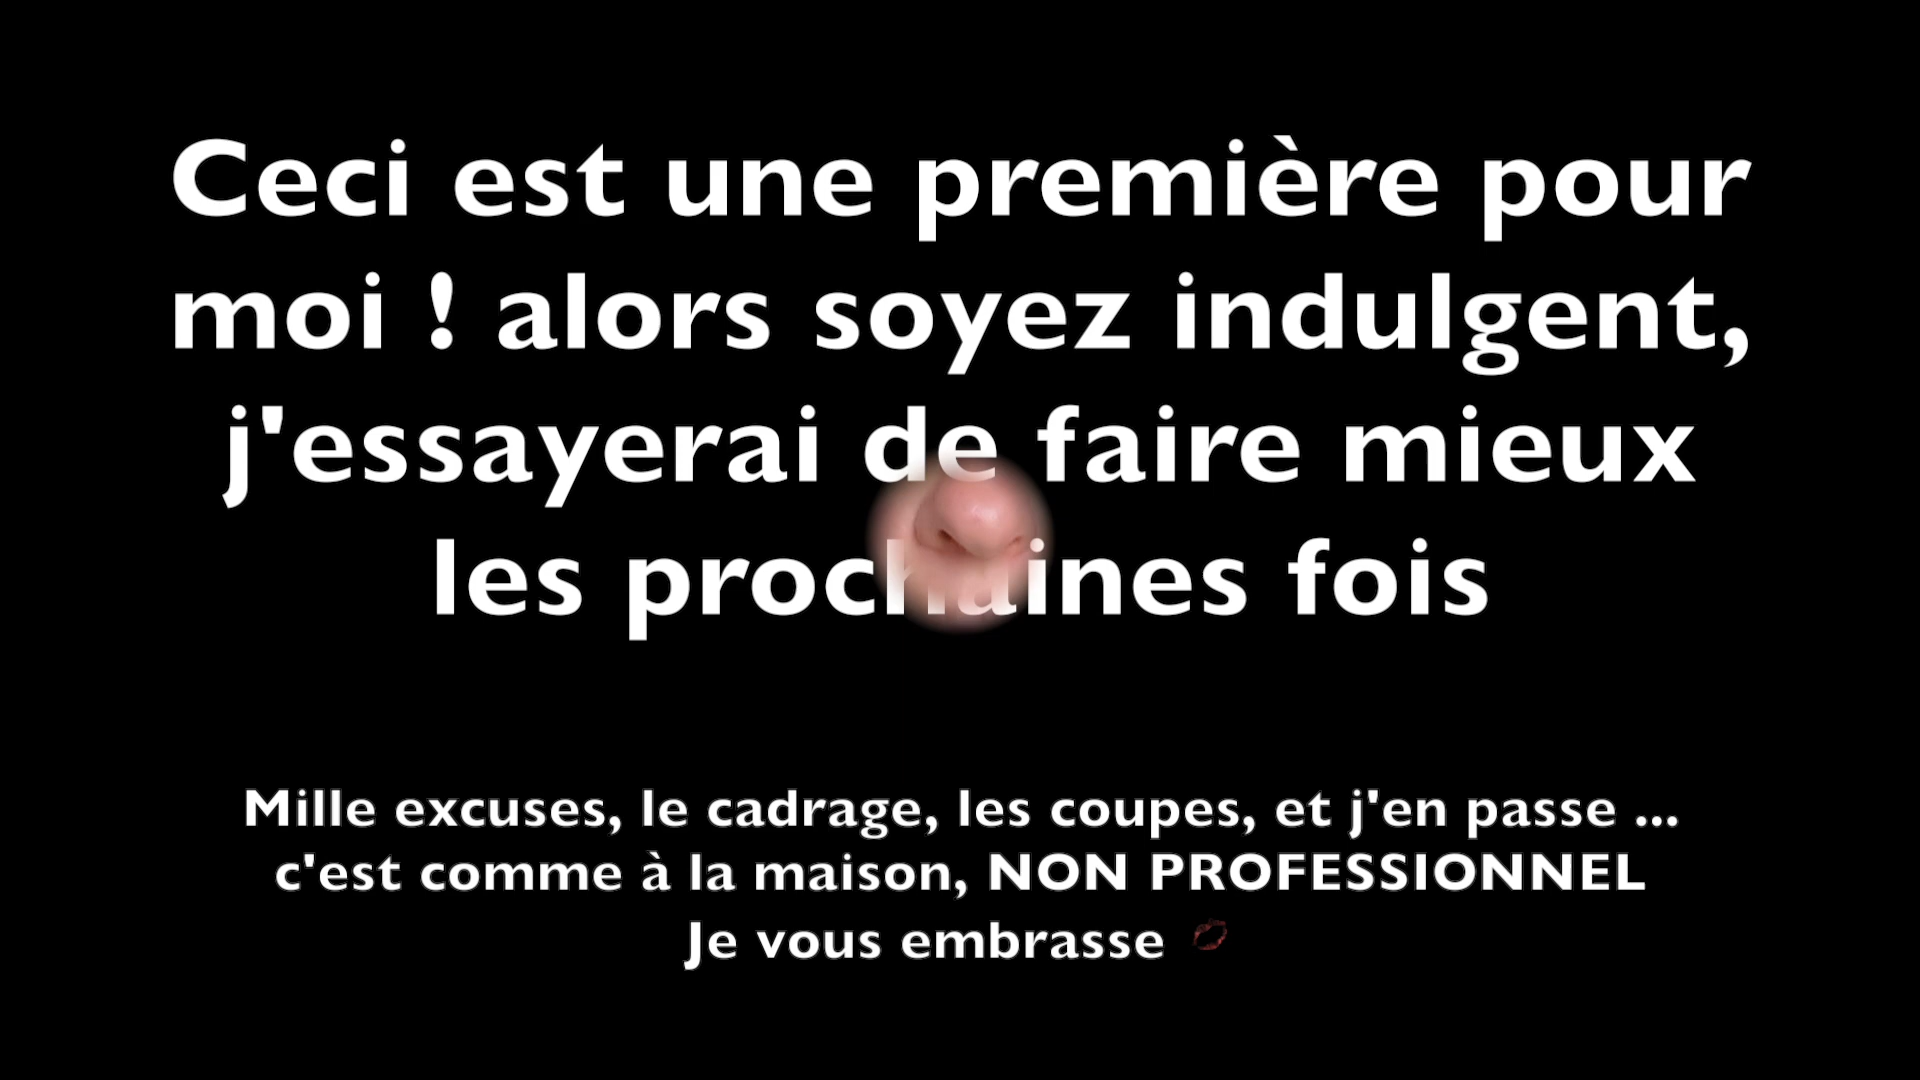 Ceci est une première pour
moi ! alors soyez indulgent,
j'essayerai de faire mieux
les prochaines fois
Mille excuses, le cadrage, les coupes, et j'en passe ...
c'est comme à la maison, NON PROFESSIONNEL
Je vous embrasse 💋